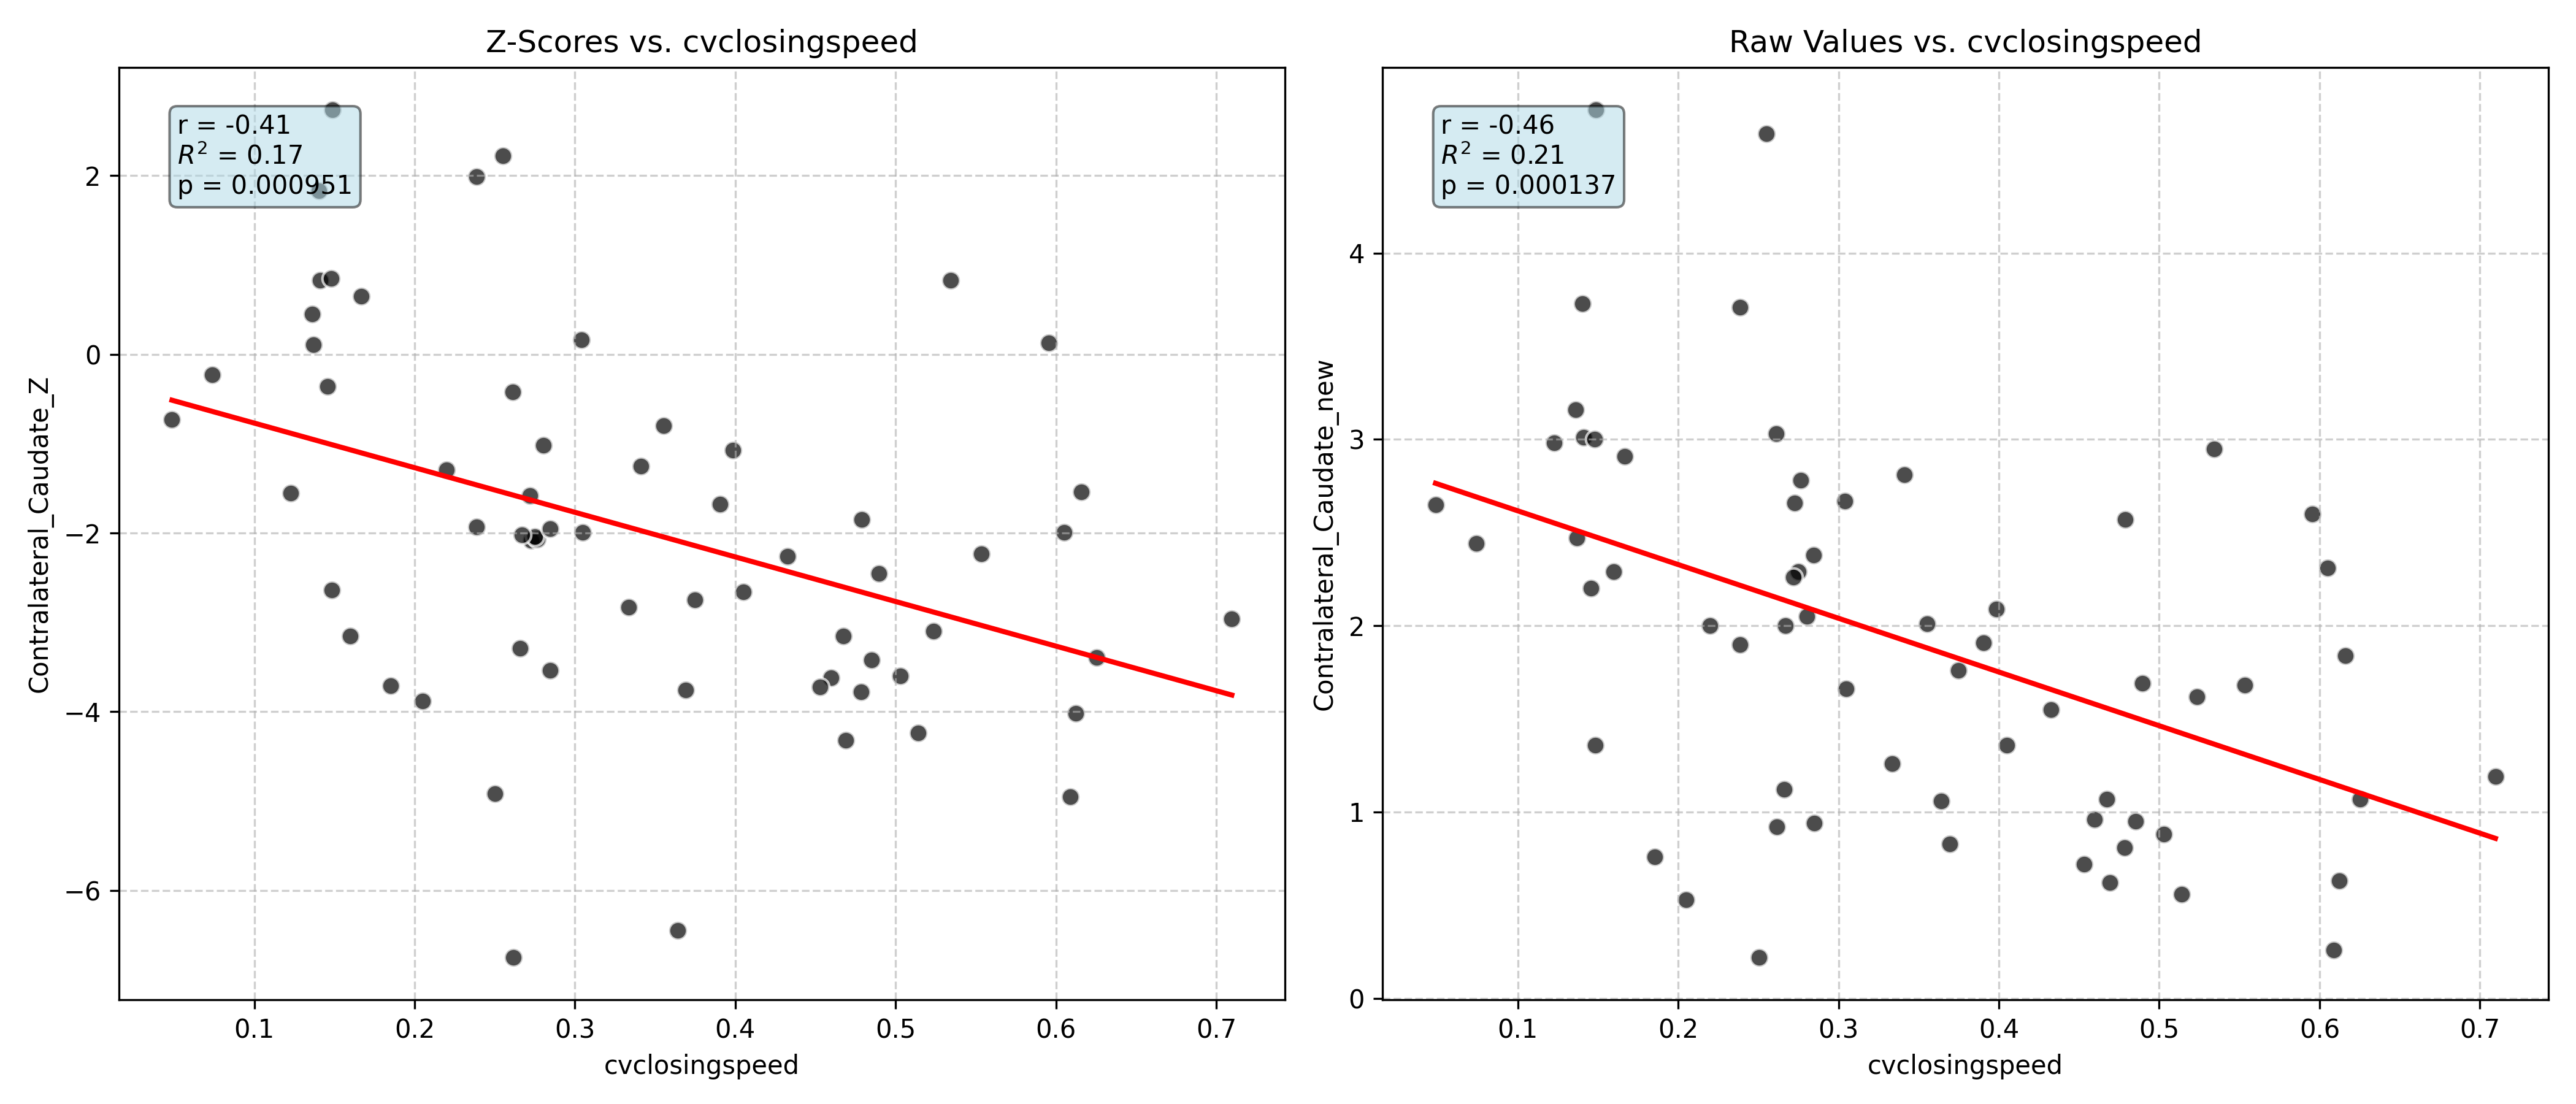 Z-Scores vs. cvclosingspeed
r = -0.41
R² = 0.17
p = 0.000951
Contralateral_Caudate_Z
2
0
−2
−4
−6
0.1 0.2 0.3 0.4 0.5 0.6 0.7
cvclosingspeed
Raw Values vs. cvclosingspeed
r = -0.46
R² = 0.21
p = 0.000137
Contralateral_Caudate_new
4
3
2
1
0
0.1 0.2 0.3 0.4 0.5 0.6 0.7
cvclosingspeed